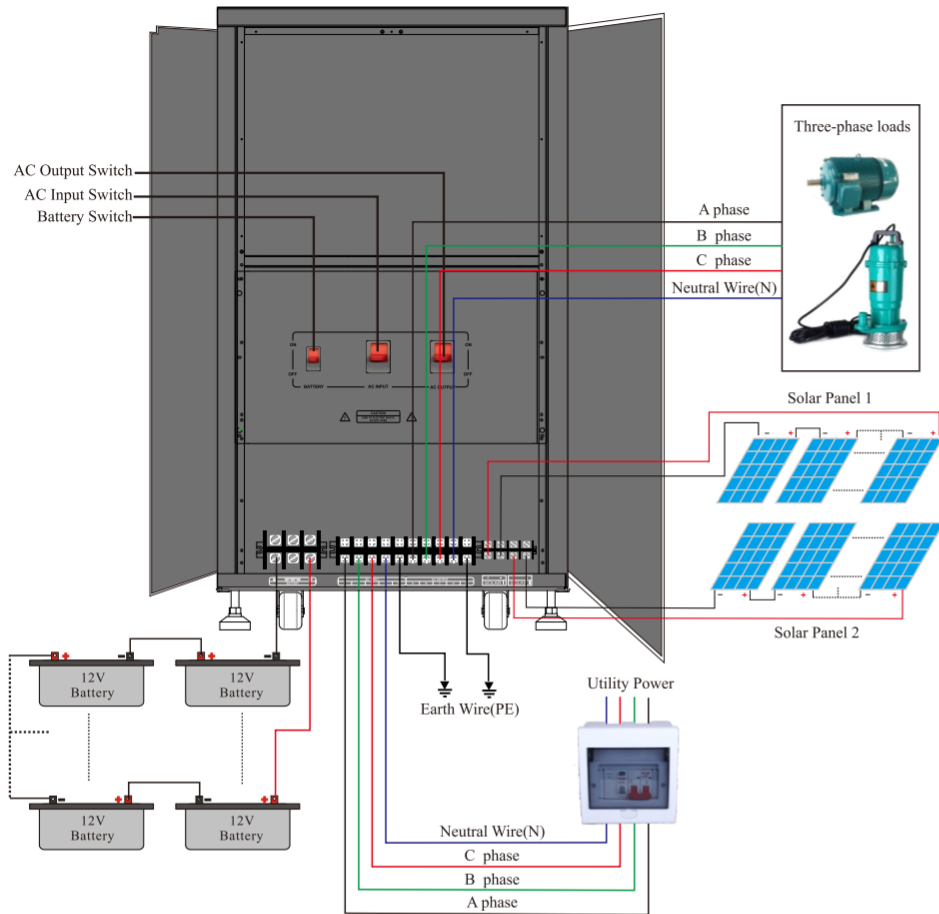 Three-phase loads
AC Output Switch
AC Input Switch
Battery Switch
A phase
B phase
C phase
Neutral Wire(N)
ON
ON
OFF
OFF
BATTERY
AC INPUT
AC OUTPUT
Solar Panel 1
- + - + - +
- + - + - +
Solar Panel 2
+ - + -
12V
Battery
12V
Battery
Earth Wire(PE)
Utility Power
- + - +
12V
Battery
12V
Battery
Neutral Wire(N)
C phase
B phase
A phase